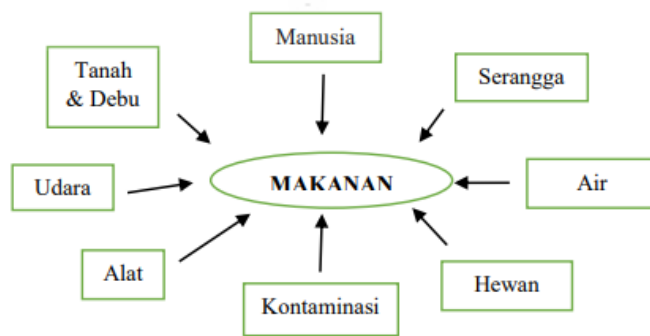 Manusia
Tanah
& Debu
Serangga
Udara
MAKANAN
Air
Alat
Kontaminasi
Hewan